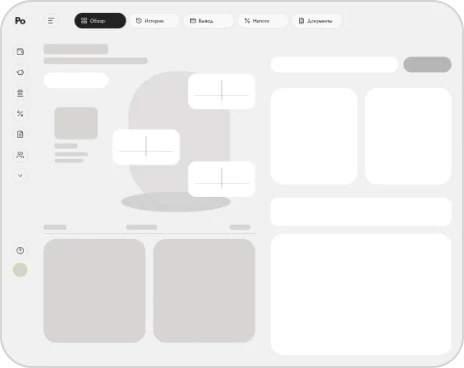 Po
Обзор
История
Вывод
Налоги
Документы